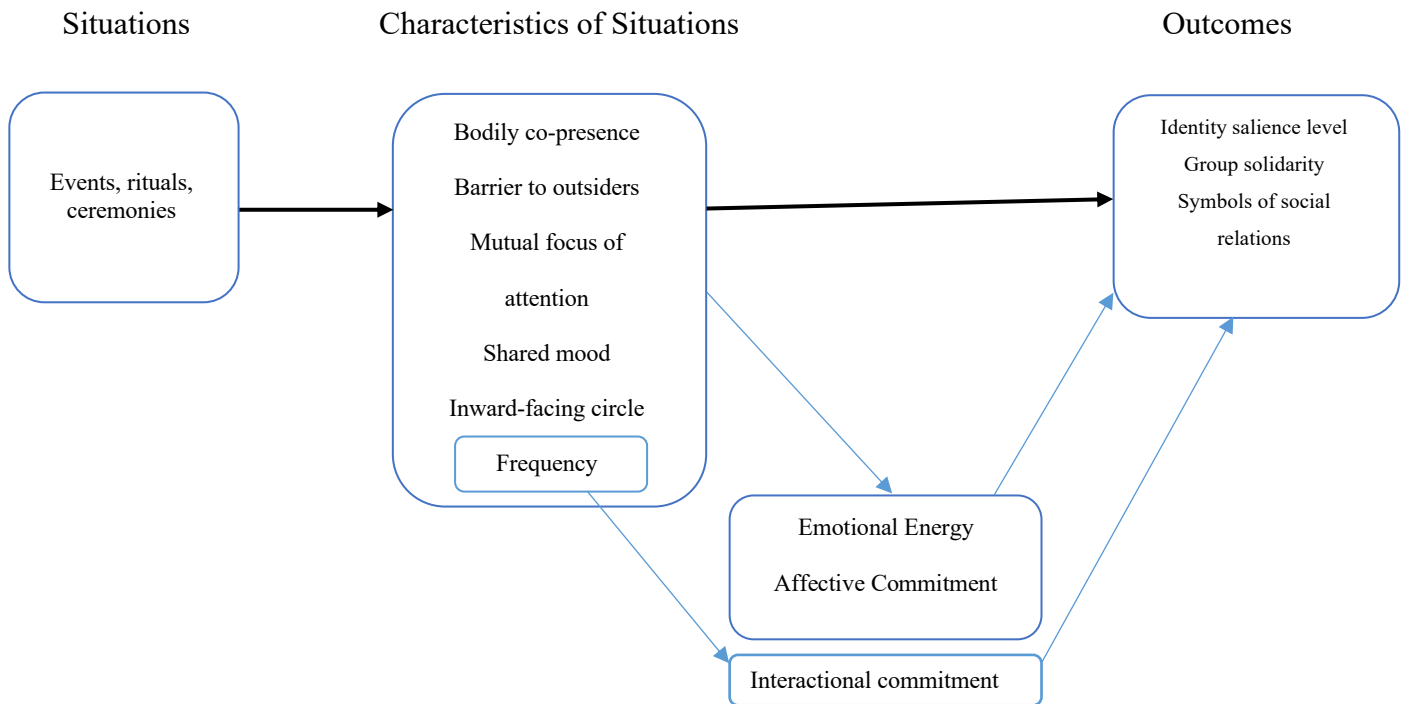 Situations
Characteristics of Situations
Outcomes
Events, rituals,
ceremonies
Bodily co-presence
Barrier to outsiders
Mutual focus of
attention
Shared mood
Inward-facing circle
Frequency
Identity salience level
Group solidarity
Symbols of social
relations
Emotional Energy
Affective Commitment
Interactional commitment